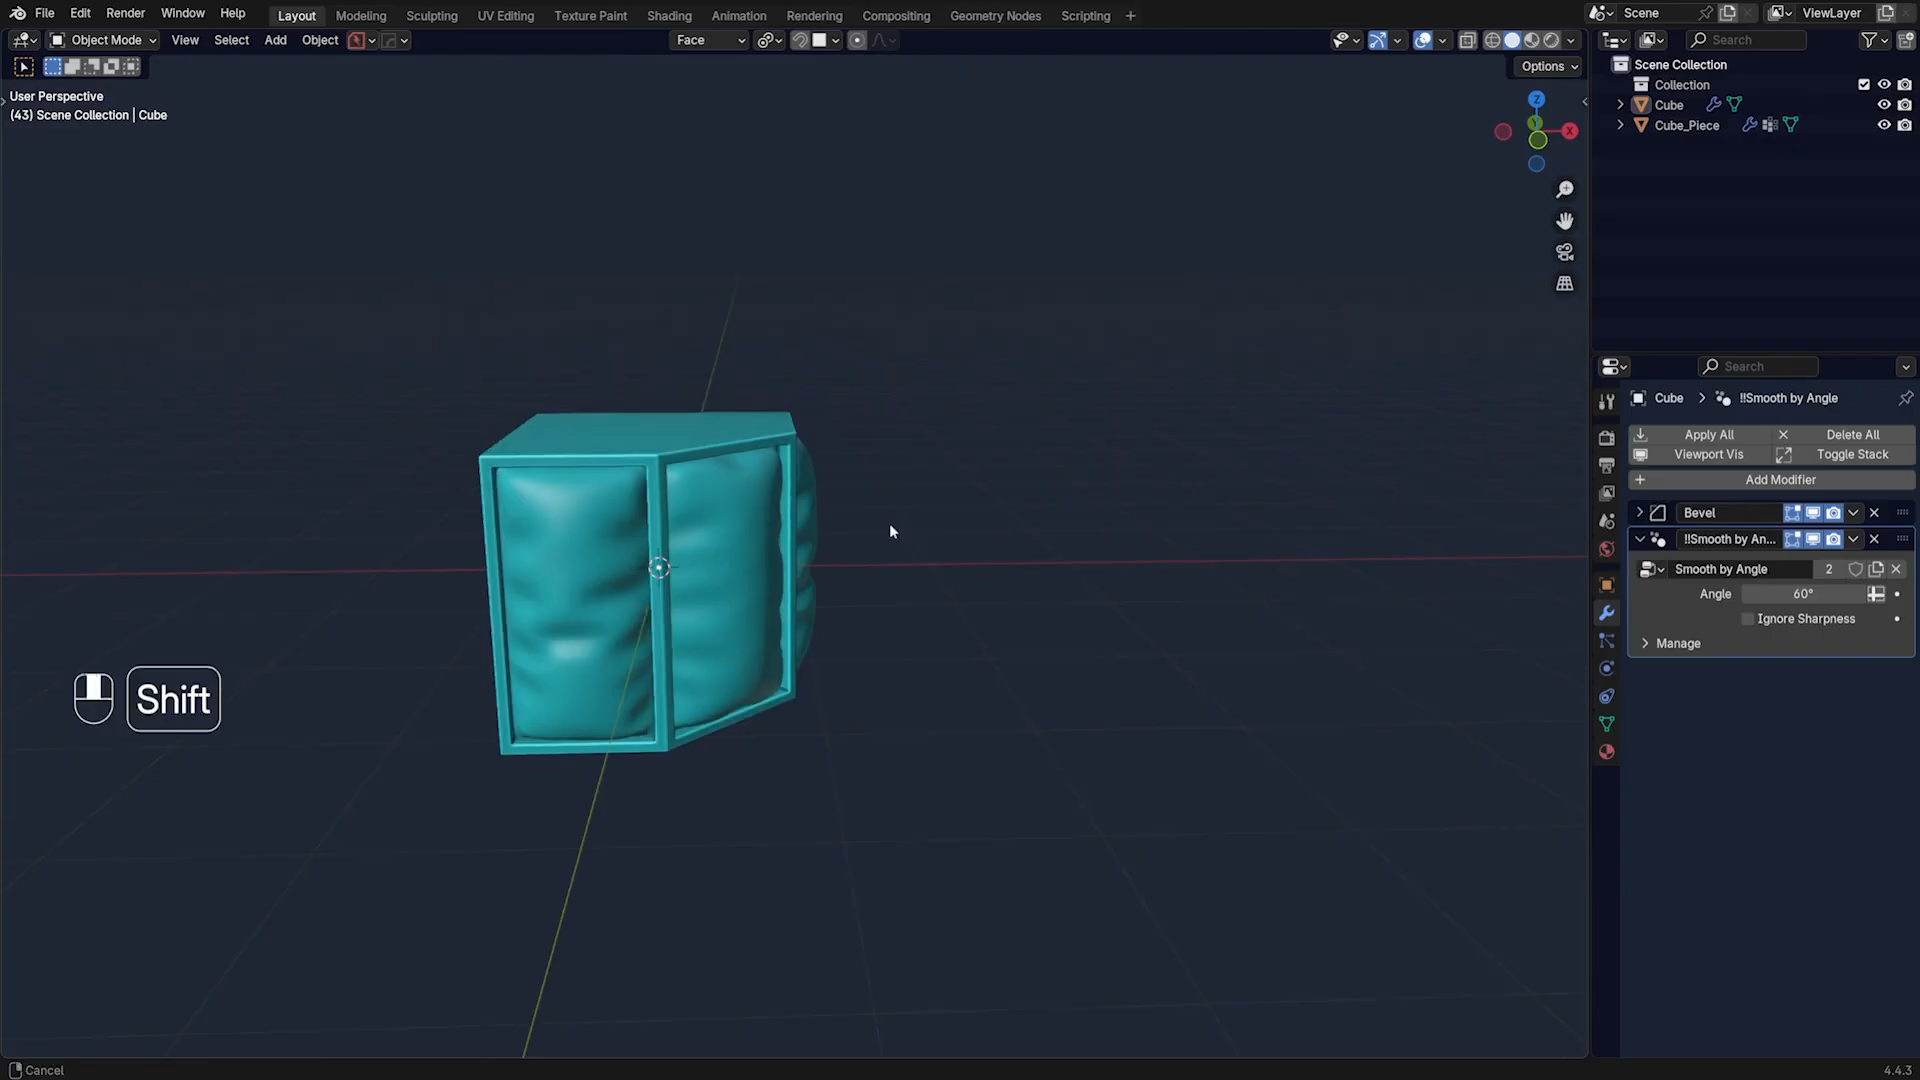 File Edit Render Window Help
Layout Modeling Sculpting UV Editing Texture Paint Shading Animation Rendering Compositing Geometry Nodes Scripting +
Scene
ViewLayer
Object Mode View Select Add Object
Face
Search
Options
User Perspective
(43) Scene Collection | Cube
Z
X
Scene Collection
Collection
Cube
Cube_Piece
Search
Cube > !!Smooth by Angle
Apply All Delete All
Viewport Vis Toggle Stack
Add Modifier
Bevel
!!Smooth by An...
Smooth by Angle 2
Angle 60°
Ignore Sharpness
Manage
Shift
Cancel
4.4.3